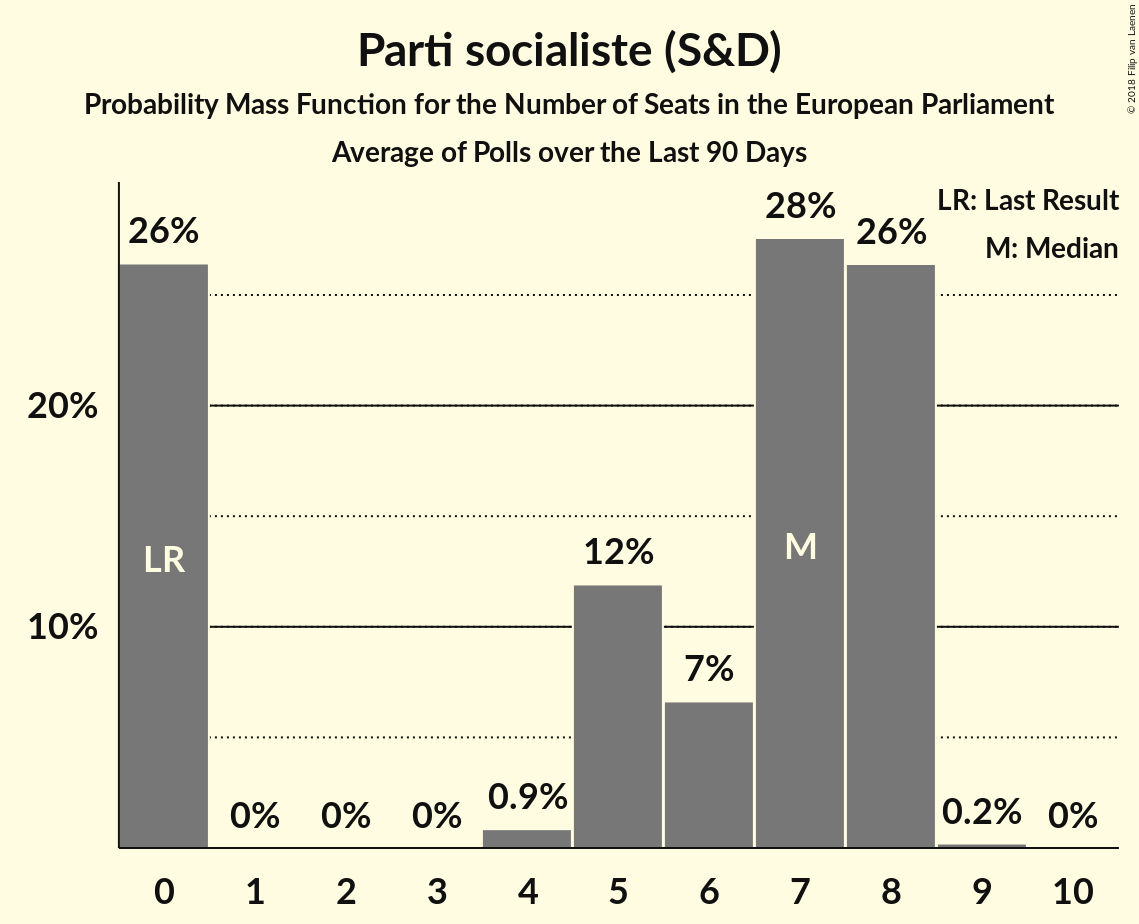 Parti socialiste (S&D)
Probability Mass Function for the Number of Seats in the European Parliament
Average of Polls over the Last 90 Days
© 2018 Filip van Laenen
LR: Last Result
M: Median
26% 0% 0% 0% 0.9% 12% 7% 28% 26% 0.2% 0%
20%
10%
LR M
0 1 2 3 4 5 6 7 8 9 10